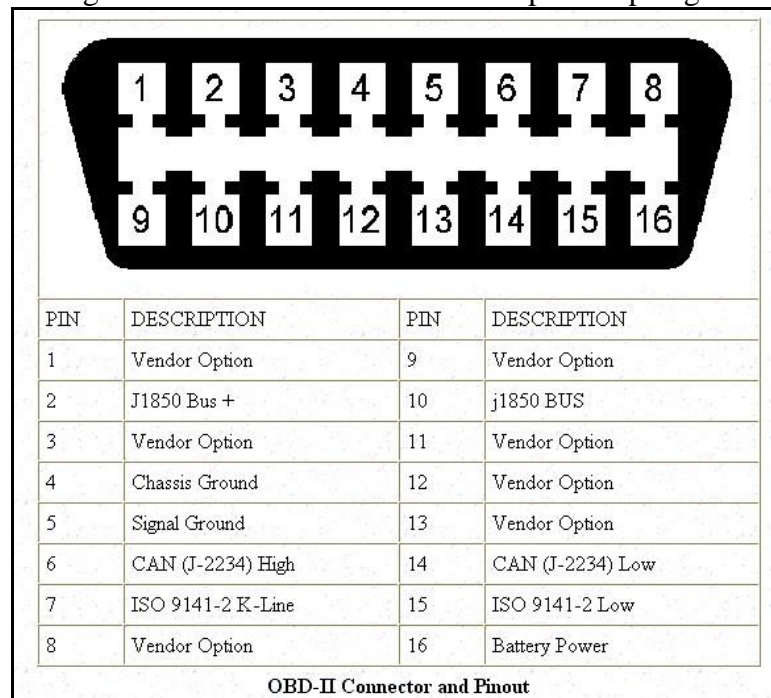 1 2 3 4 5 6 7 8
9 10 11 12 13 14 15 16
PIN DESCRIPTION PIN DESCRIPTION
1 Vendor Option 9 Vendor Option
2 J1850 Bus + 10 j1850 BUS
3 Vendor Option 11 Vendor Option
4 Chassis Ground 12 Vendor Option
5 Signal Ground 13 Vendor Option
6 CAN (J-2234) High 14 CAN (J-2234) Low
7 ISO 9141-2 K-Line 15 ISO 9141-2 Low
8 Vendor Option 16 Battery Power
OBD-II Connector and Pinout